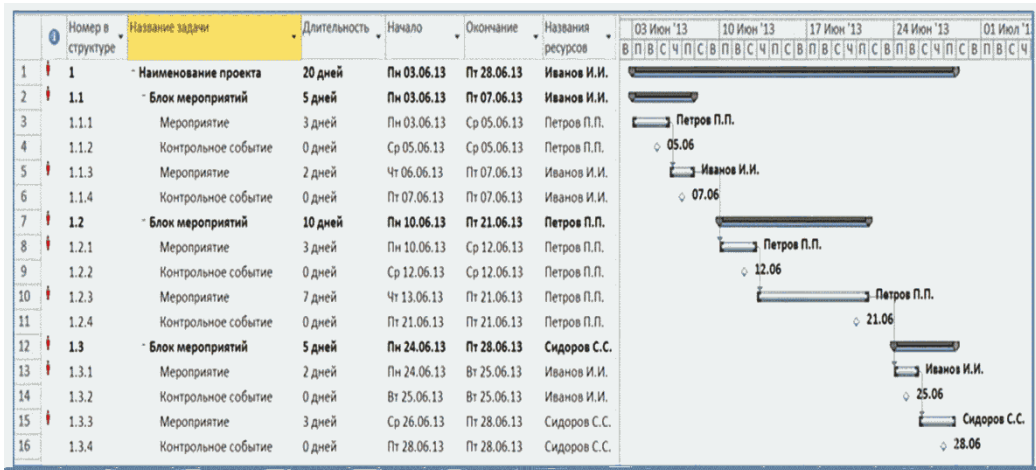 Номер в структуре Название задачи Длительность Начало Окончание Названия ресурсов 03 Июн '13 10 Июн '13 17 Июн '13 24 Июн '13 01 Июл '1
В П В С Ч П С В П В С Ч П С В П В С Ч П С В П В С Ч П С В П В С Ч
1 1 Наименование проекта 20 дней Пн 03.06.13 Пт 28.06.13 Иванов И.И.
2 1.1 Блок мероприятий 5 дней Пн 03.06.13 Пт 07.06.13 Иванов И.И.
3 1.1.1 Мероприятие 3 дней Пн 03.06.13 Ср 05.06.13 Петров П.П. Петров П.П.
4 1.1.2 Контрольное событие 0 дней Ср 05.06.13 Ср 05.06.13 Петров П.П. 05.06
5 1.1.3 Мероприятие 2 дней Чт 06.06.13 Пт 07.06.13 Иванов И.И. Иванов И.И.
6 1.1.4 Контрольное событие 0 дней Пт 07.06.13 Пт 07.06.13 Иванов И.И. 07.06
7 1.2 Блок мероприятий 10 дней Пн 10.06.13 Пт 21.06.13 Петров П.П.
8 1.2.1 Мероприятие 3 дней Пн 10.06.13 Ср 12.06.13 Петров П.П. Петров П.П.
9 1.2.2 Контрольное событие 0 дней Ср 12.06.13 Ср 12.06.13 Петров П.П. 12.06
10 1.2.3 Мероприятие 7 дней Чт 13.06.13 Пт 21.06.13 Петров П.П. Петров П.П.
11 1.2.4 Контрольное событие 0 дней Пт 21.06.13 Пт 21.06.13 Петров П.П. 21.06
12 1.3 Блок мероприятий 5 дней Пн 24.06.13 Пт 28.06.13 Сидоров С.С.
13 1.3.1 Мероприятие 2 дней Пн 24.06.13 Вт 25.06.13 Иванов И.И. Иванов И.И.
14 1.3.2 Контрольное событие 0 дней Вт 25.06.13 Вт 25.06.13 Иванов И.И. 25.06
15 1.3.3 Мероприятие 3 дней Ср 26.06.13 Пт 28.06.13 Сидоров С.С. Сидоров С.С.
16 1.3.4 Контрольное событие 0 дней Пт 28.06.13 Пт 28.06.13 Сидоров С.С. 28.06